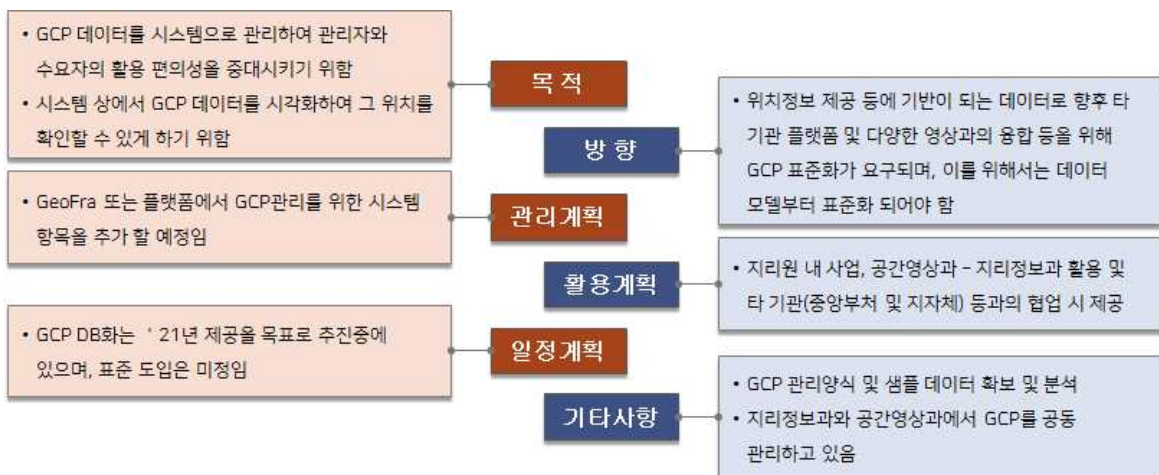 • GCP 데이터를 시스템으로 관리하여 관리자와
수요자의 활용 편의성을 중대시키기 위함
• 시스템 상에서 GCP 데이터를 시각화하여 그 위치를
확인할 수 있게 하기 위함
목 적
방 향
• 위치정보 제공 등에 기반이 되는 데이터로 향후 타
기관 플랫폼 및 다양한 영상과의 융합 등을 위해
GCP 표준화가 요구되며, 이를 위해서는 데이터
모델부터 표준화 되어야 함
• GeoFra 또는 플랫폼에서 GCP관리를 위한 시스템
항목을 추가 할 예정임
관리계획
활용계획
• 지리원 내 사업, 공간영상과 – 지리정보과 활용 및
타 기관(중앙부처 및 지자체) 등과의 협업 시 제공
• GCP DB화는 ‘21년 제공을 목표로 추진중에
있으며, 표준 도입은 미정임
일정계획
기타사항
• GCP 관리양식 및 샘플 데이터 확보 및 분석
• 지리정보과와 공간영상과에서 GCP를 공동
관리하고 있음